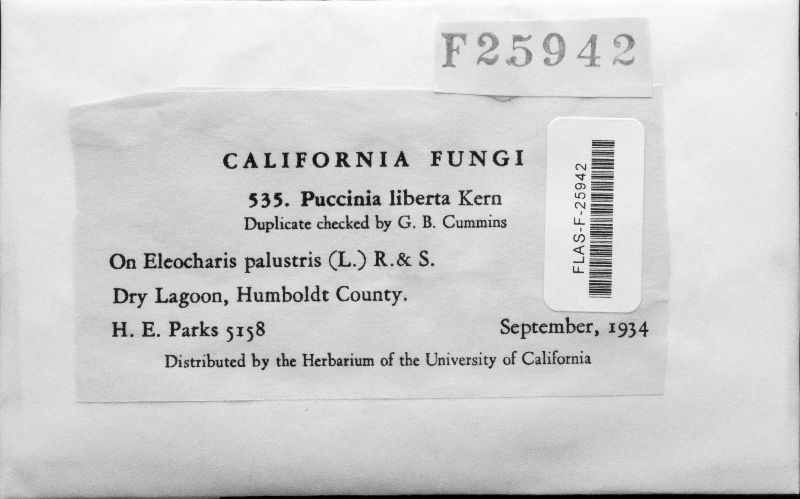 F25942
CALIFORNIA FUNGI
535. Puccinia liberta Kern
Duplicate checked by G. B. Cummins
On Eleocharis palustris (L.) R.& S.
Dry Lagoon, Humboldt County.
H. E. Parks 5158 September, 1934
Distributed by the Herbarium of the University of California
FLAS-F-25942